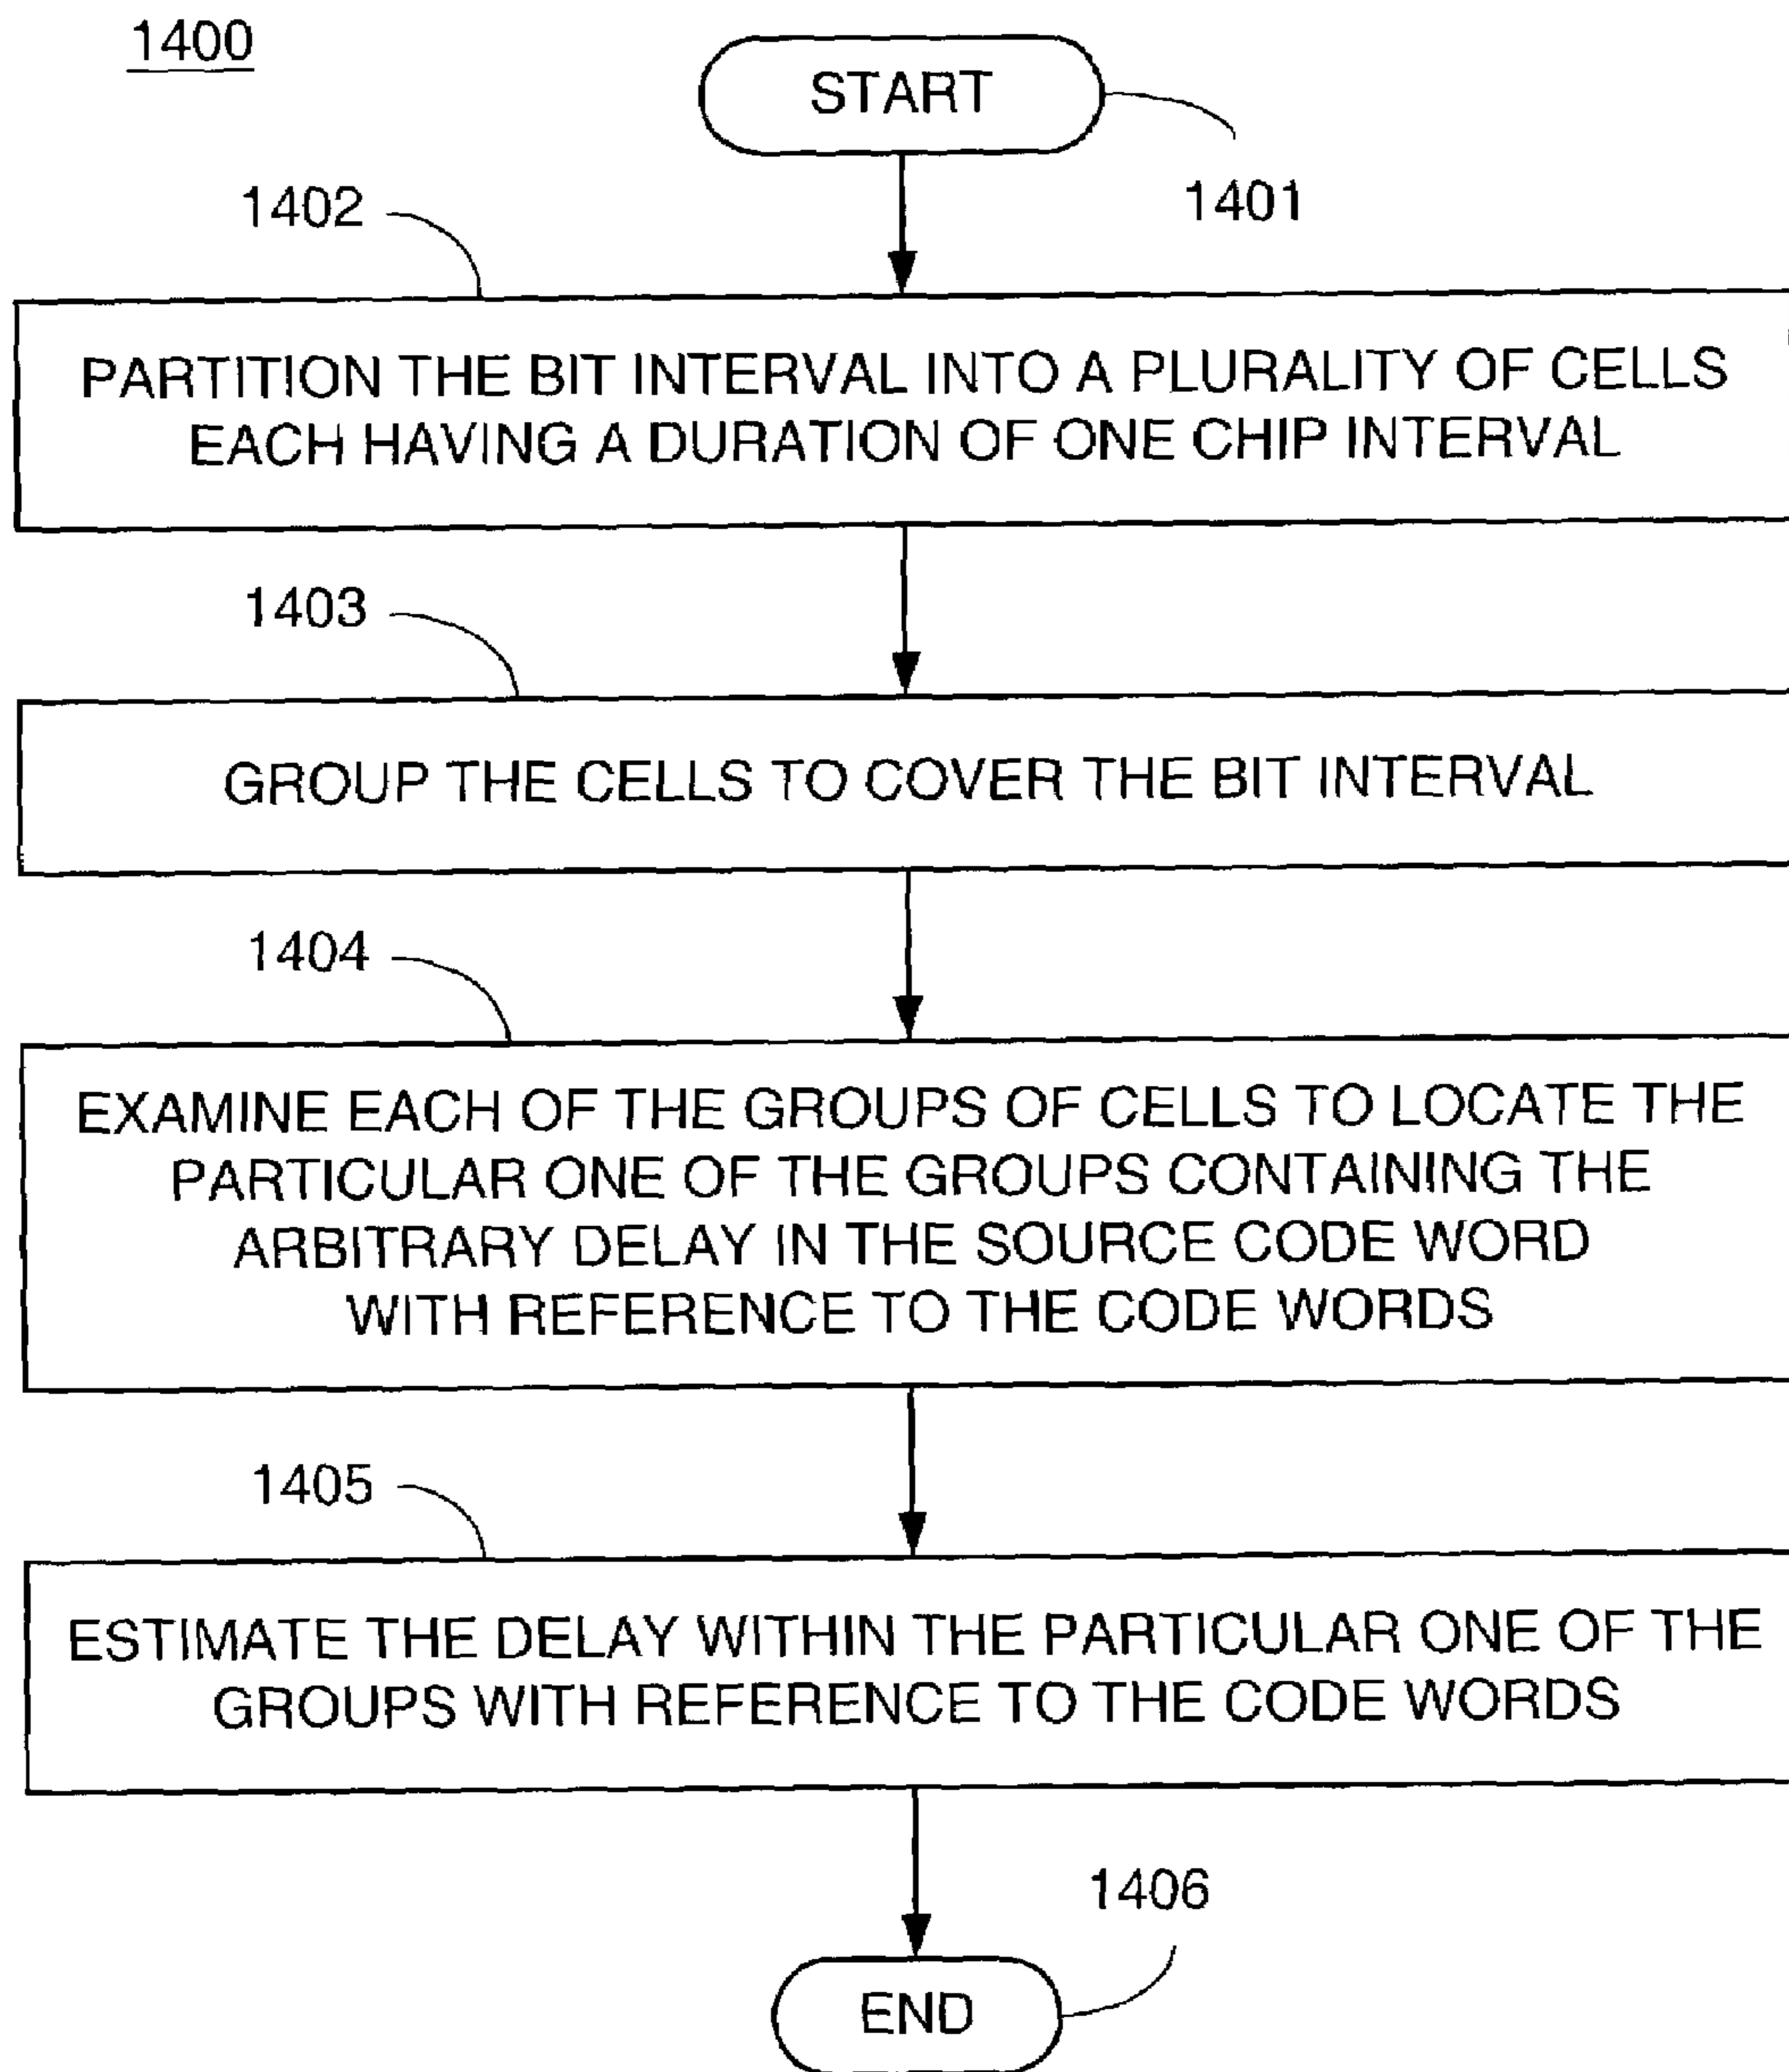 1400
START
1401
1402
PARTITION THE BIT INTERVAL INTO A PLURALITY OF CELLS
EACH HAVING A DURATION OF ONE CHIP INTERVAL
1403
GROUP THE CELLS TO COVER THE BIT INTERVAL
1404
EXAMINE EACH OF THE GROUPS OF CELLS TO LOCATE THE
PARTICULAR ONE OF THE GROUPS CONTAINING THE
ARBITRARY DELAY IN THE SOURCE CODE WORD
WITH REFERENCE TO THE CODE WORDS
1405
ESTIMATE THE DELAY WITHIN THE PARTICULAR ONE OF THE
GROUPS WITH REFERENCE TO THE CODE WORDS
1406
END